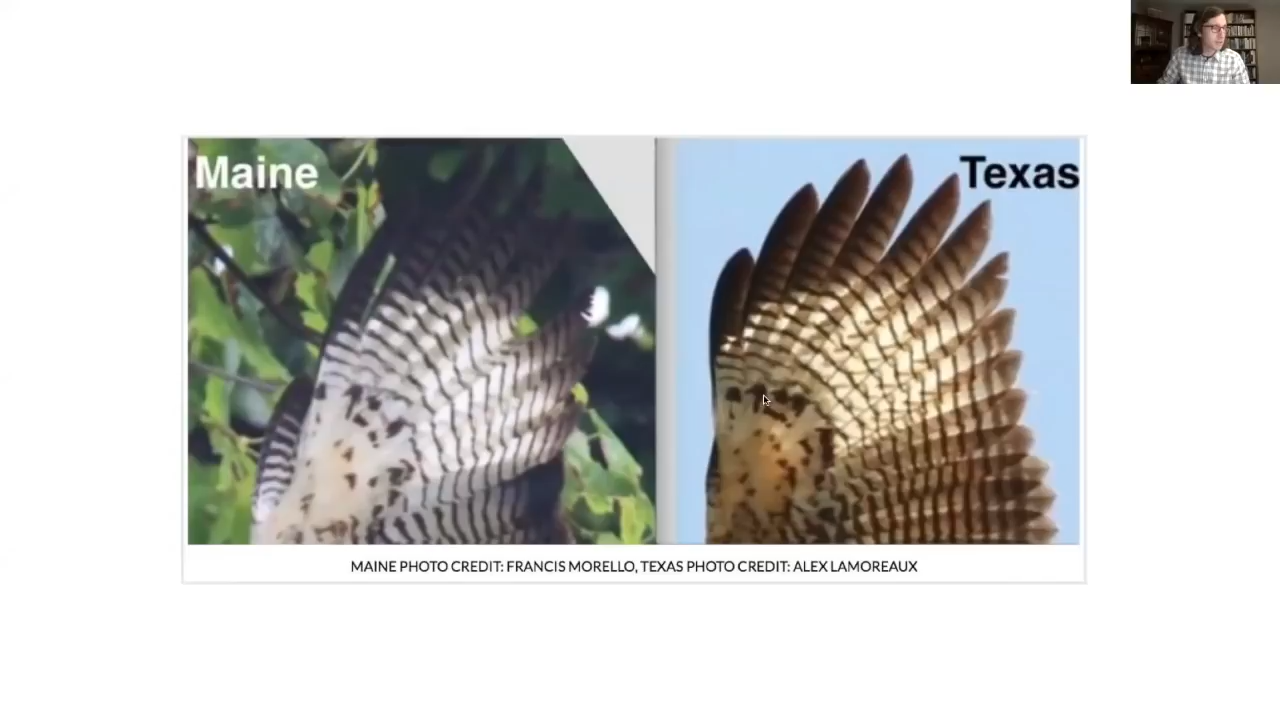 Maine
Texas
MAINE PHOTO CREDIT: FRANCIS MORELLO, TEXAS PHOTO CREDIT: ALEX LAMOREAUX